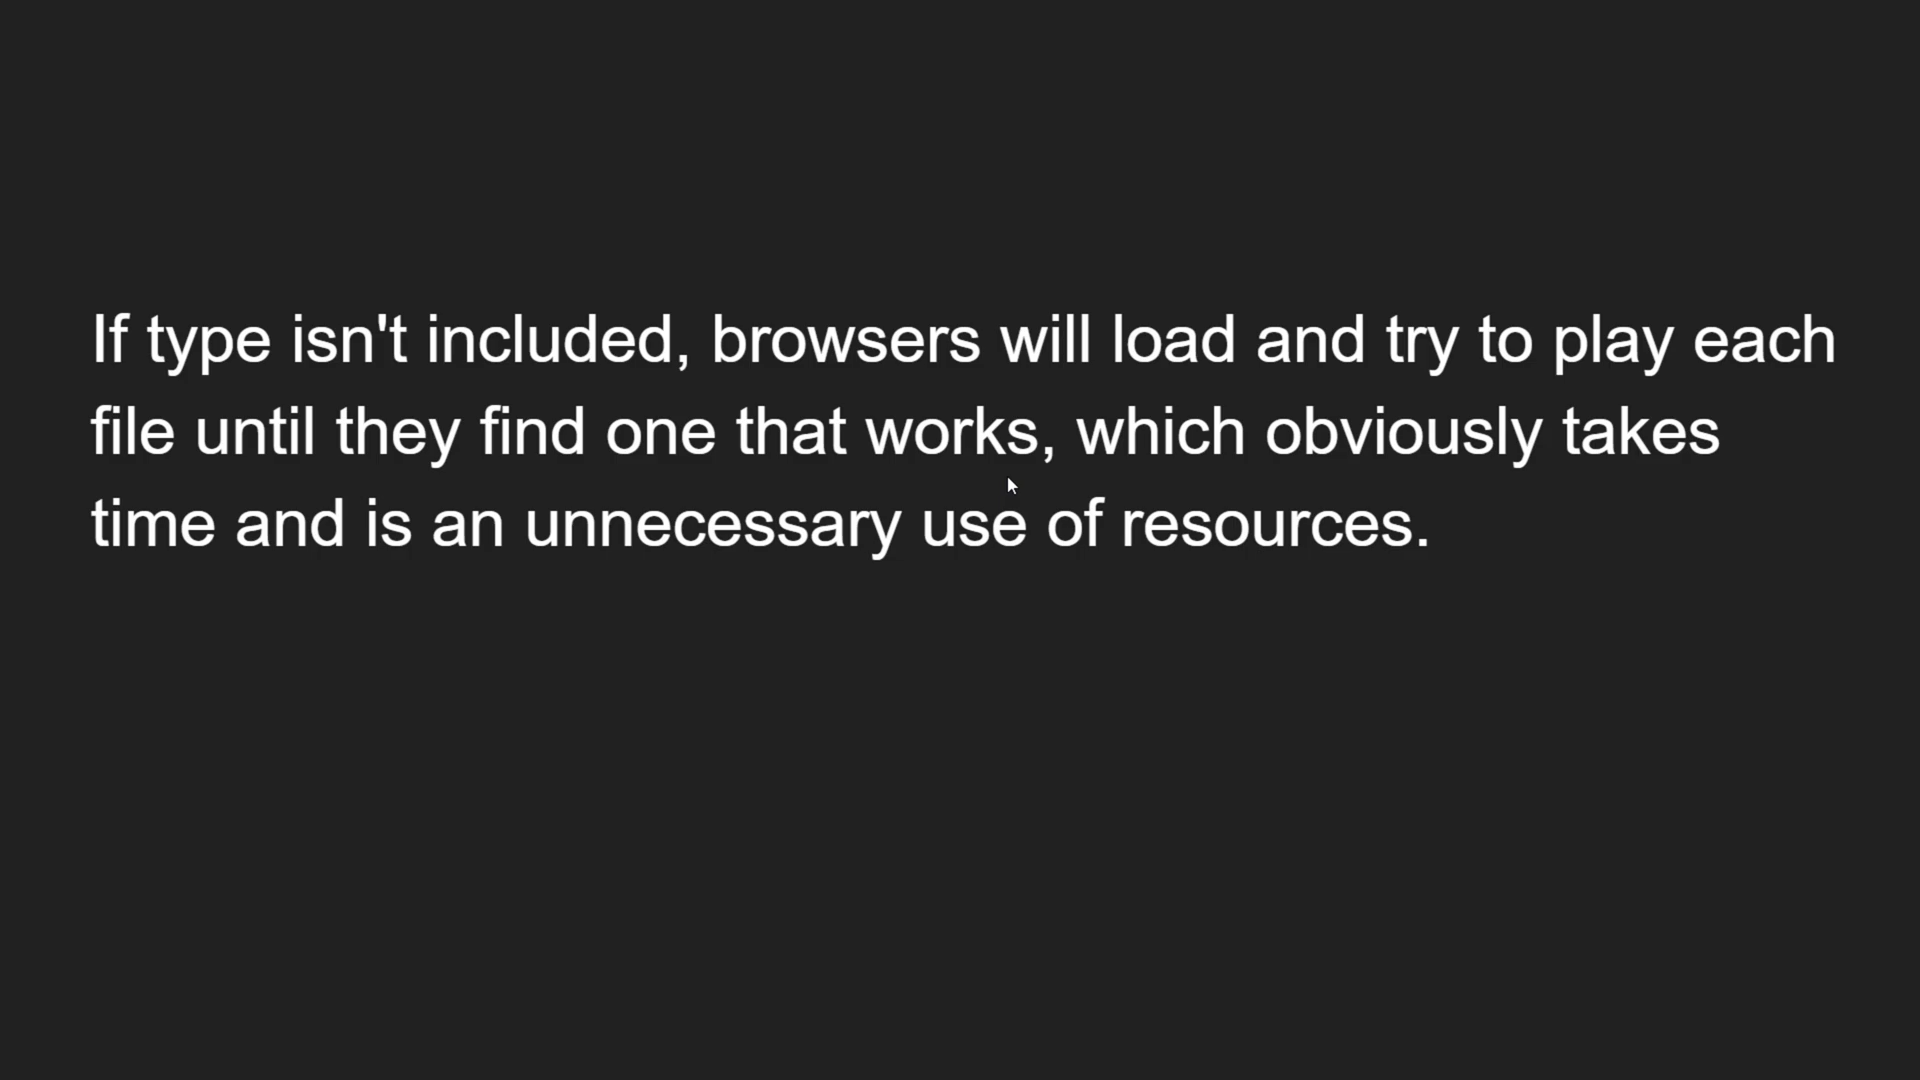 If type isn't included, browsers will load and try to play each
file until they find one that works, which obviously takes
time and is an unnecessary use of resources.